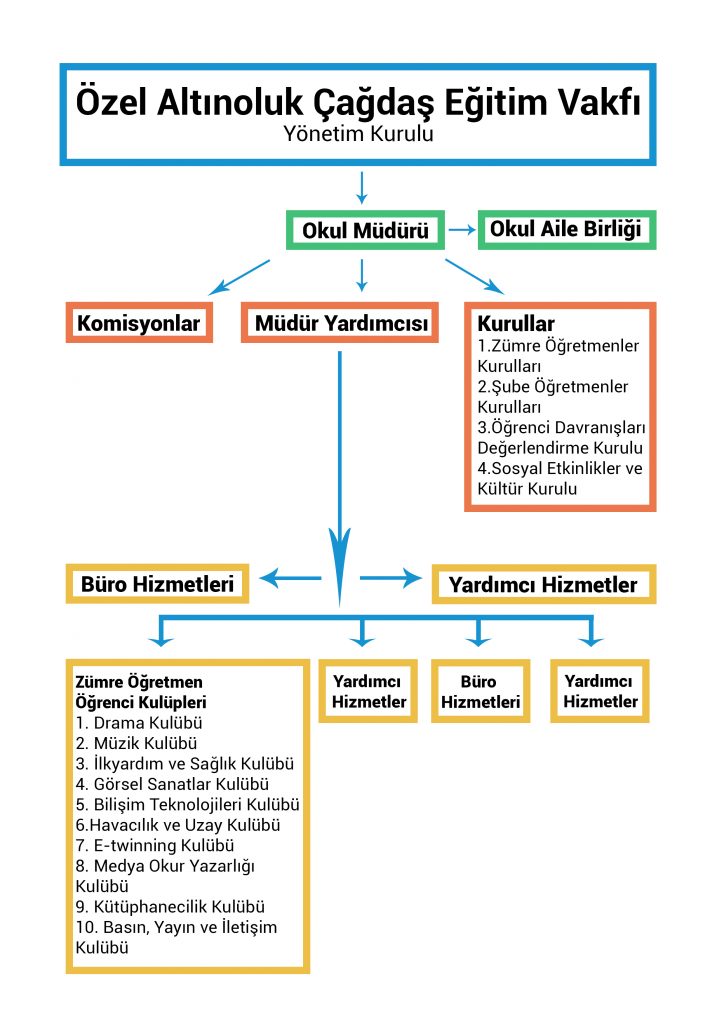 Özel Altınoluk Çağdaş Eğitim Vakfı
Yönetim Kurulu
Okul Müdürü
Okul Aile Birliği
Komisyonlar
Müdür Yardımcısı
Kurullar
1.Zümre Öğretmenler
Kurulları
2.Şube Öğretmenler
Kurulları
3.Öğrenci Davranışları
Değerlendirme Kurulu
4.Sosyal Etkinlikler ve
Kültür Kurulu
Büro Hizmetleri
Yardımcı Hizmetler
Zümre Öğretmen
Öğrenci Kulüpleri
1. Drama Kulübü
2. Müzik Kulübü
3. İlkyardım ve Sağlık Kulübü
4. Görsel Sanatlar Kulübü
5. Bilişim Teknolojileri Kulübü
6.Havacılık ve Uzay Kulübü
7. E-twinning Kulübü
8. Medya Okur Yazarlığı
Kulübü
9. Kütüphanecilik Kulübü
10. Basın, Yayın ve İletişim
Kulübü
Yardımcı
Hizmetler
Büro
Hizmetleri
Yardımcı
Hizmetler